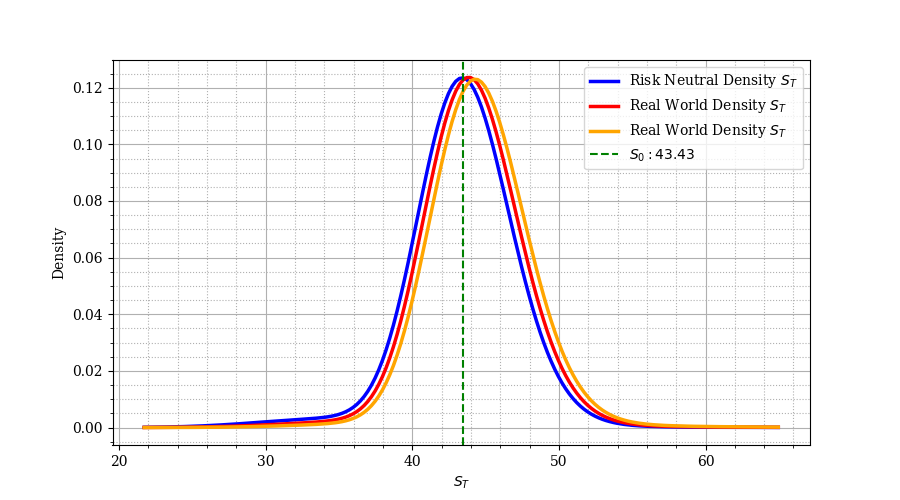 0.12
0.10
0.08
0.06
0.04
0.02
0.00
Density
20 30 40 50 60
S_T
Risk Neutral Density S_T
Real World Density S_T
Real World Density S_T
S_0 : 43.43